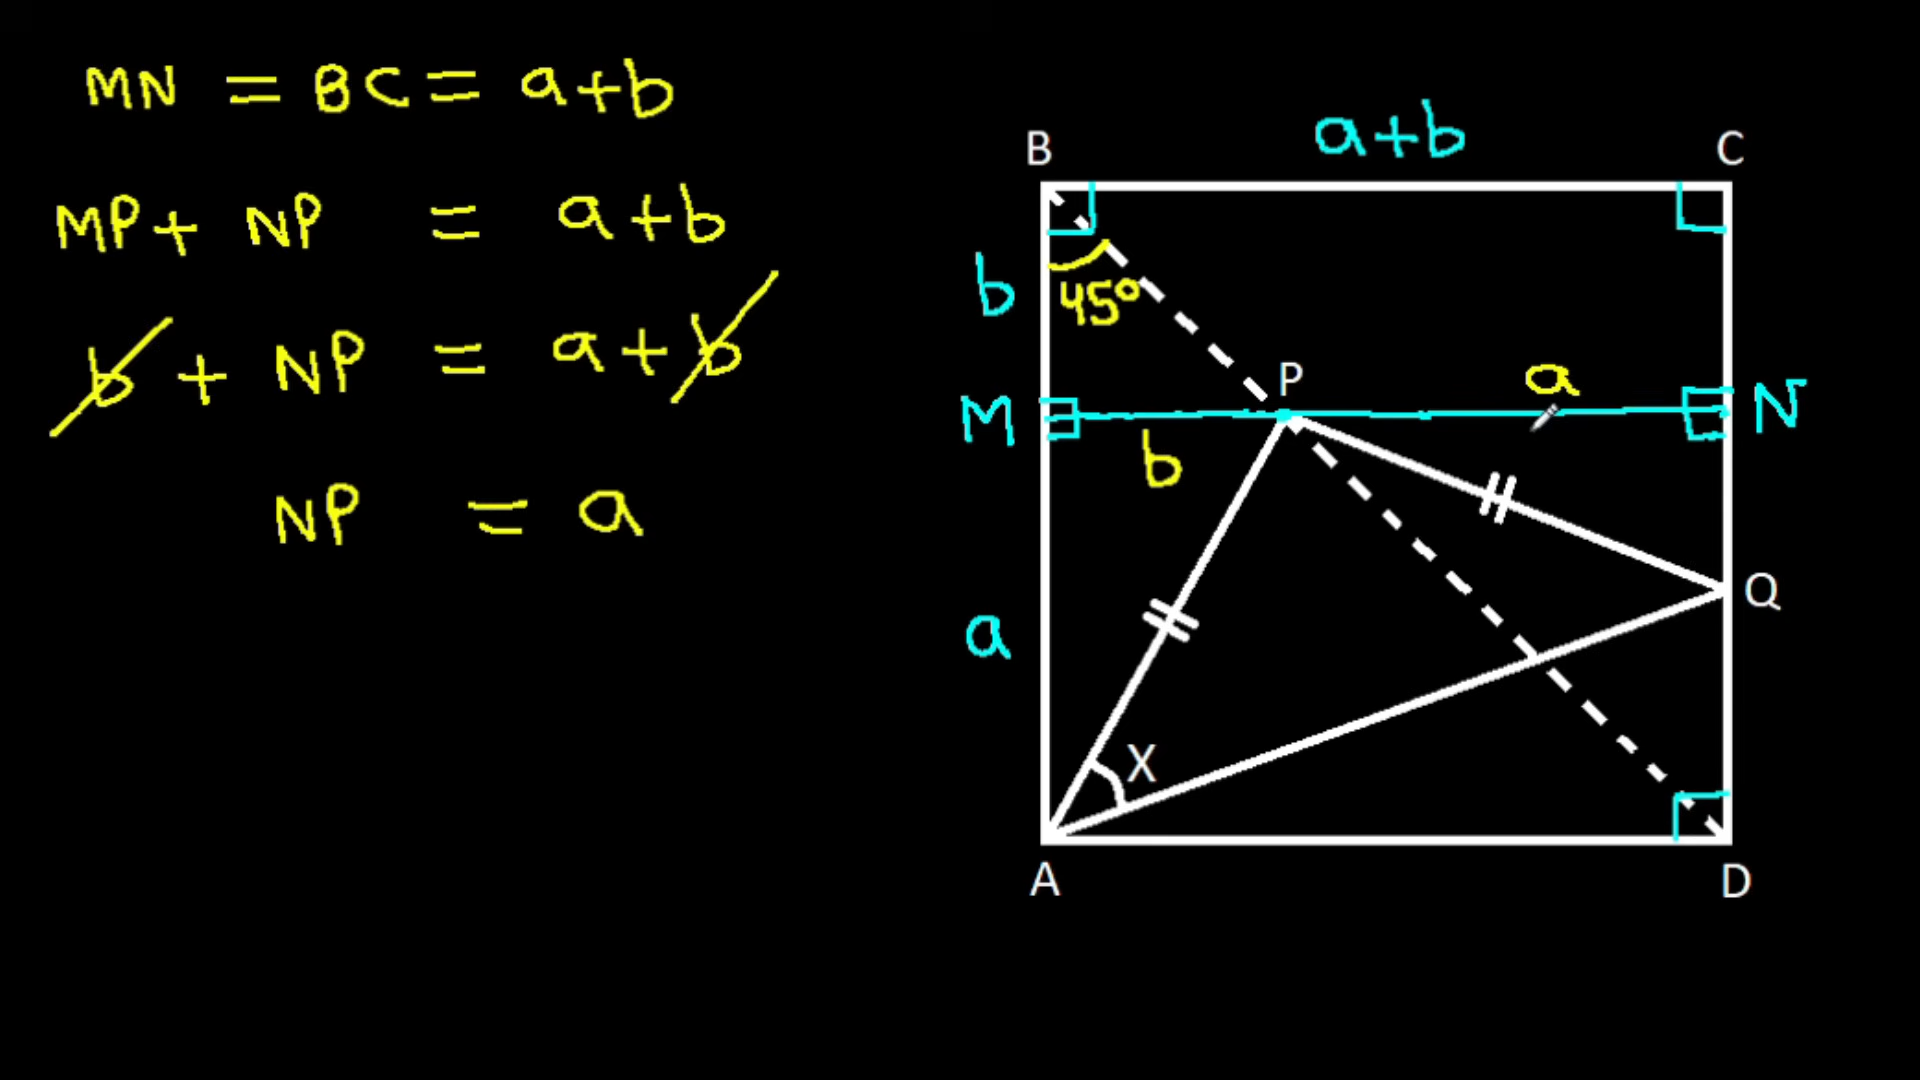 MN = BC = a+b
MP + NP = a+b
b + NP = a+b
NP = a
a+b
B
C
b
45°
P
a
M
N
b
Q
a
X
A
D